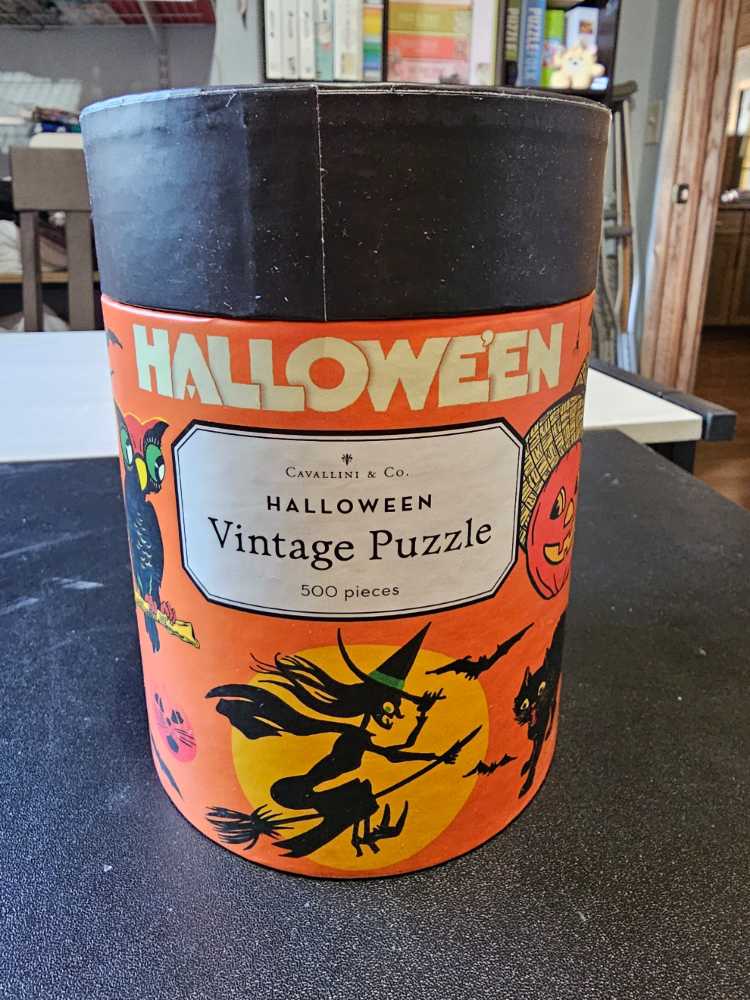 HALLOWE'EN
CAVALLINI & CO.
HALLOWEEN
Vintage Puzzle
500 pieces